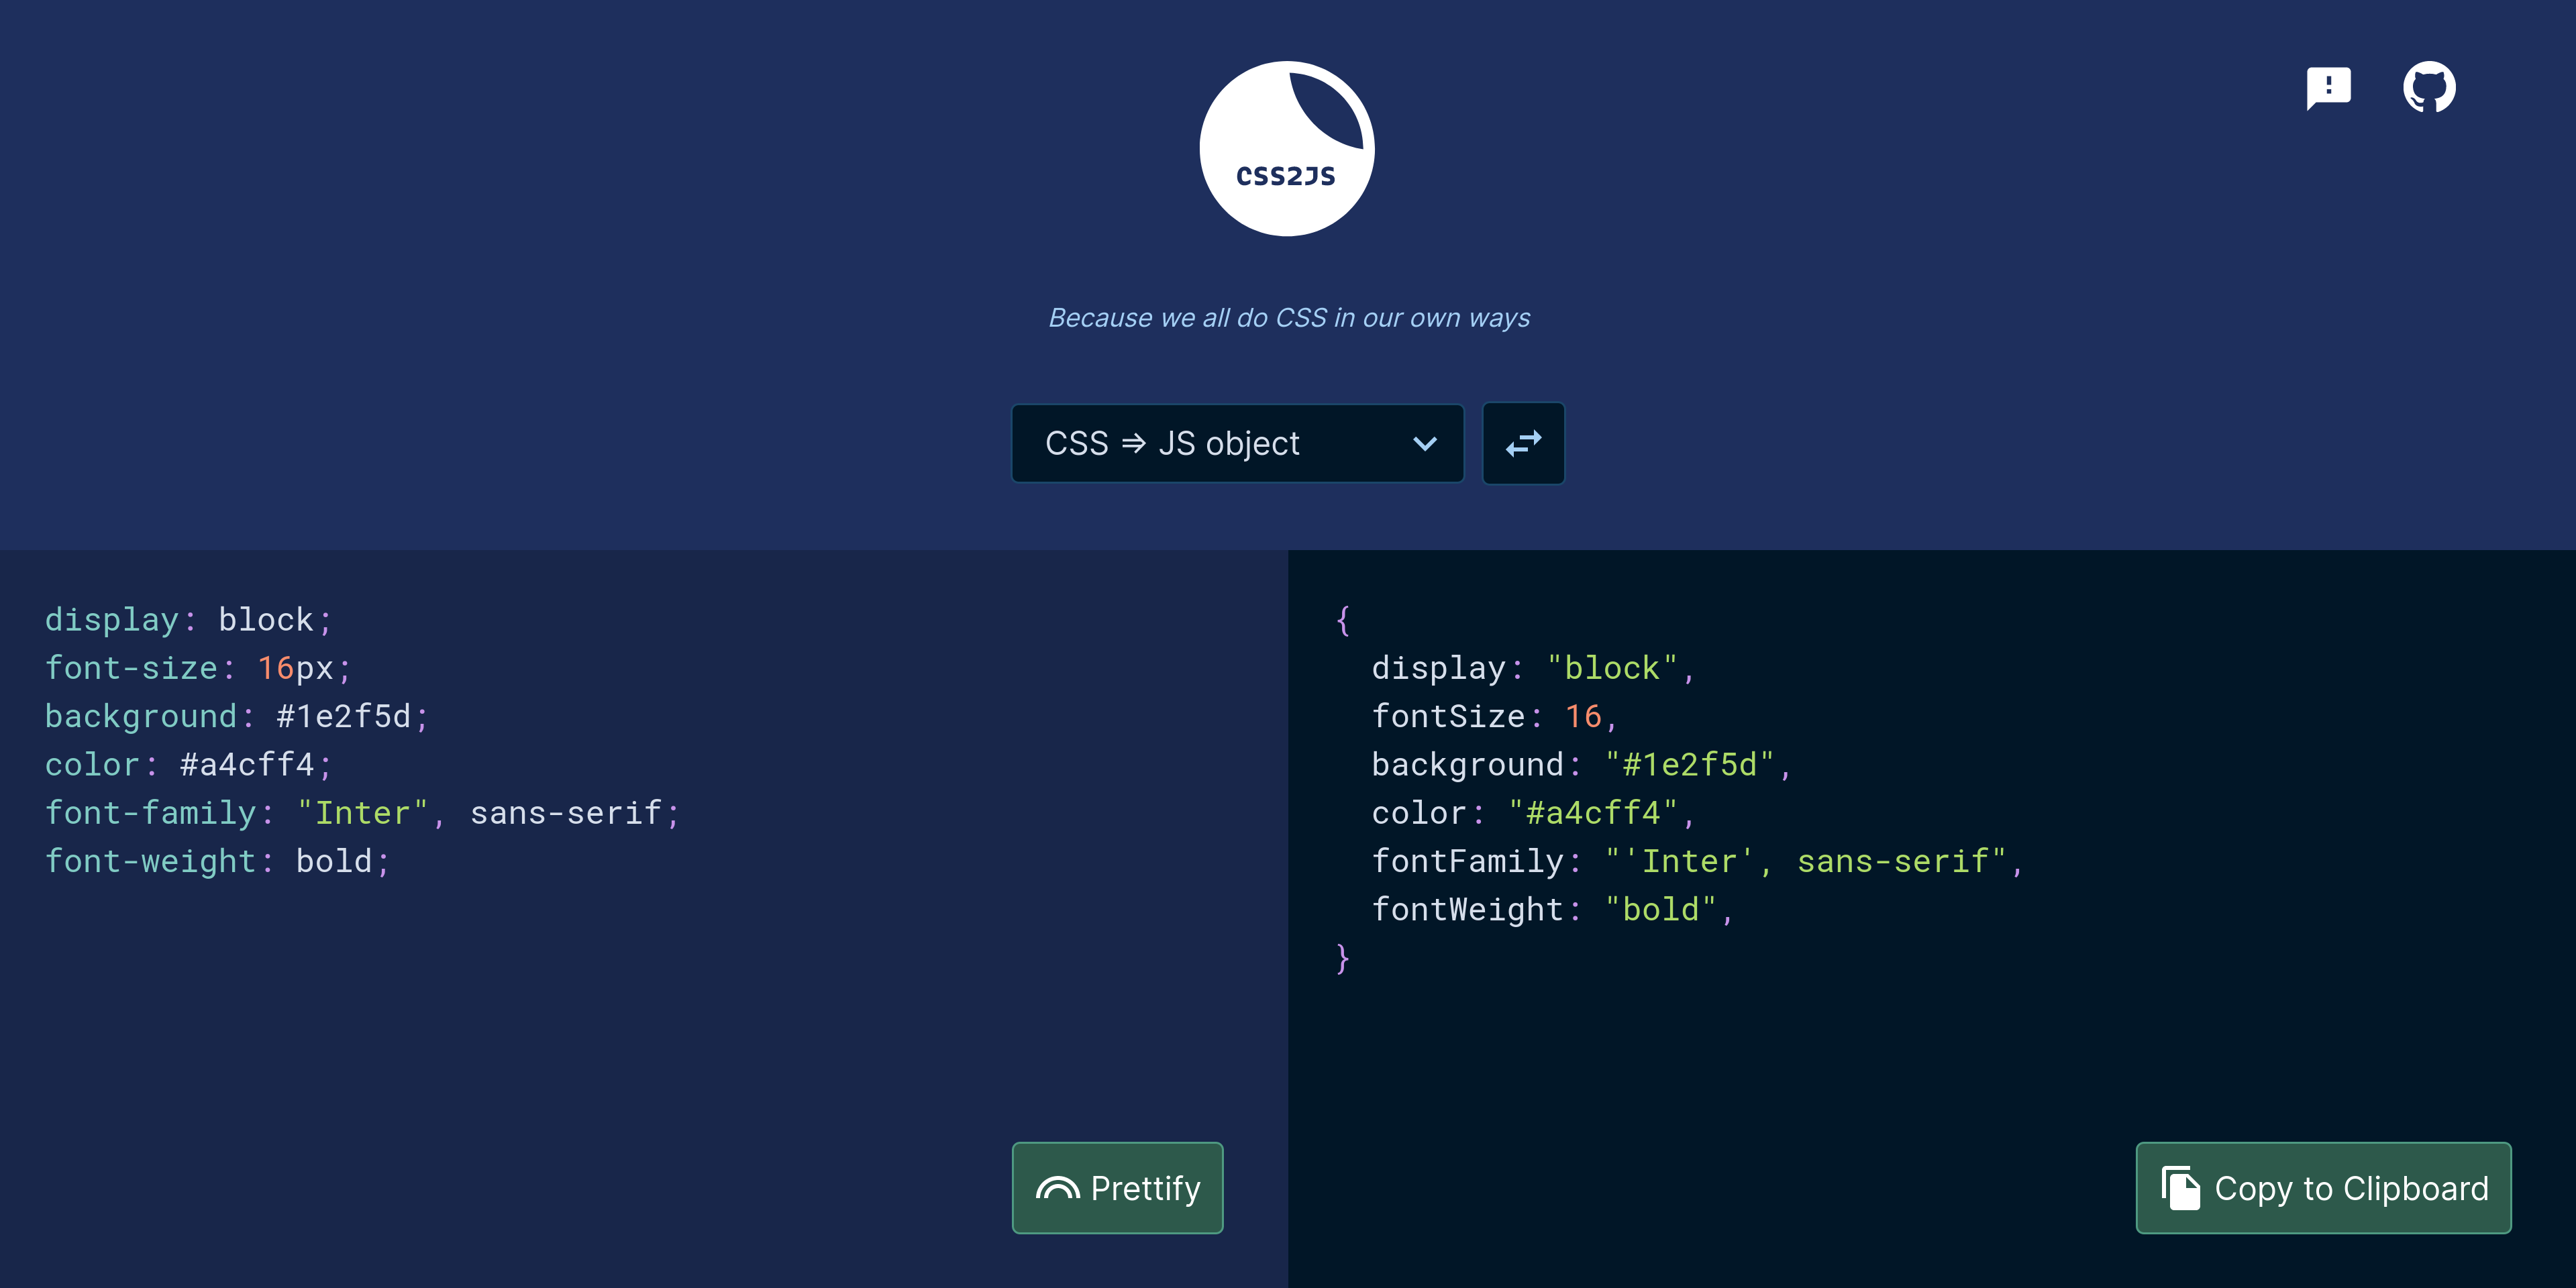 CSS2JS
Because we all do CSS in our own ways
CSS ⇒ JS object
display: block;
font-size: 16px;
background: #1e2f5d;
color: #a4cff4;
font-family: "Inter", sans-serif;
font-weight: bold;
Prettify
{
  display: "block",
  fontSize: 16,
  background: "#1e2f5d",
  color: "#a4cff4",
  fontFamily: "'Inter', sans-serif",
  fontWeight: "bold",
}
Copy to Clipboard